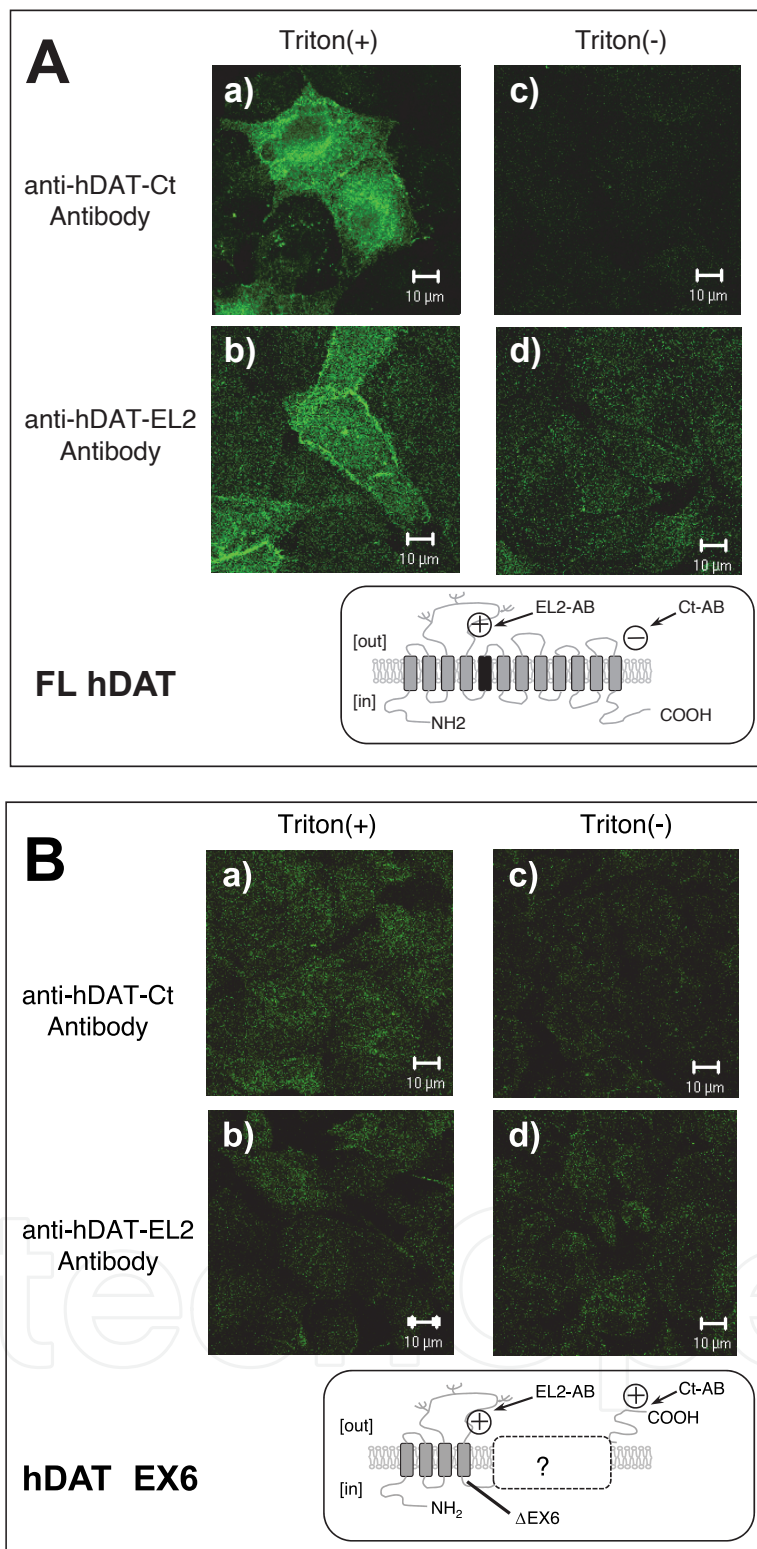 A
Triton(+)
Triton(-)
anti-hDAT-Ct
Antibody
a)
10 µm
c)
10 µm
anti-hDAT-EL2
Antibody
b)
10 µm
d)
10 µm
FL hDAT
EL2-AB
Ct-AB
[out]
+
−
[in]
NH2
COOH
B
Triton(+)
Triton(-)
anti-hDAT-Ct
Antibody
a)
10 µm
c)
10 µm
anti-hDAT-EL2
Antibody
b)
10 µm
d)
10 µm
hDAT EX6
EL2-AB
Ct-AB
+
COOH
[out]
+
?
[in]
NH₂
ΔEX6